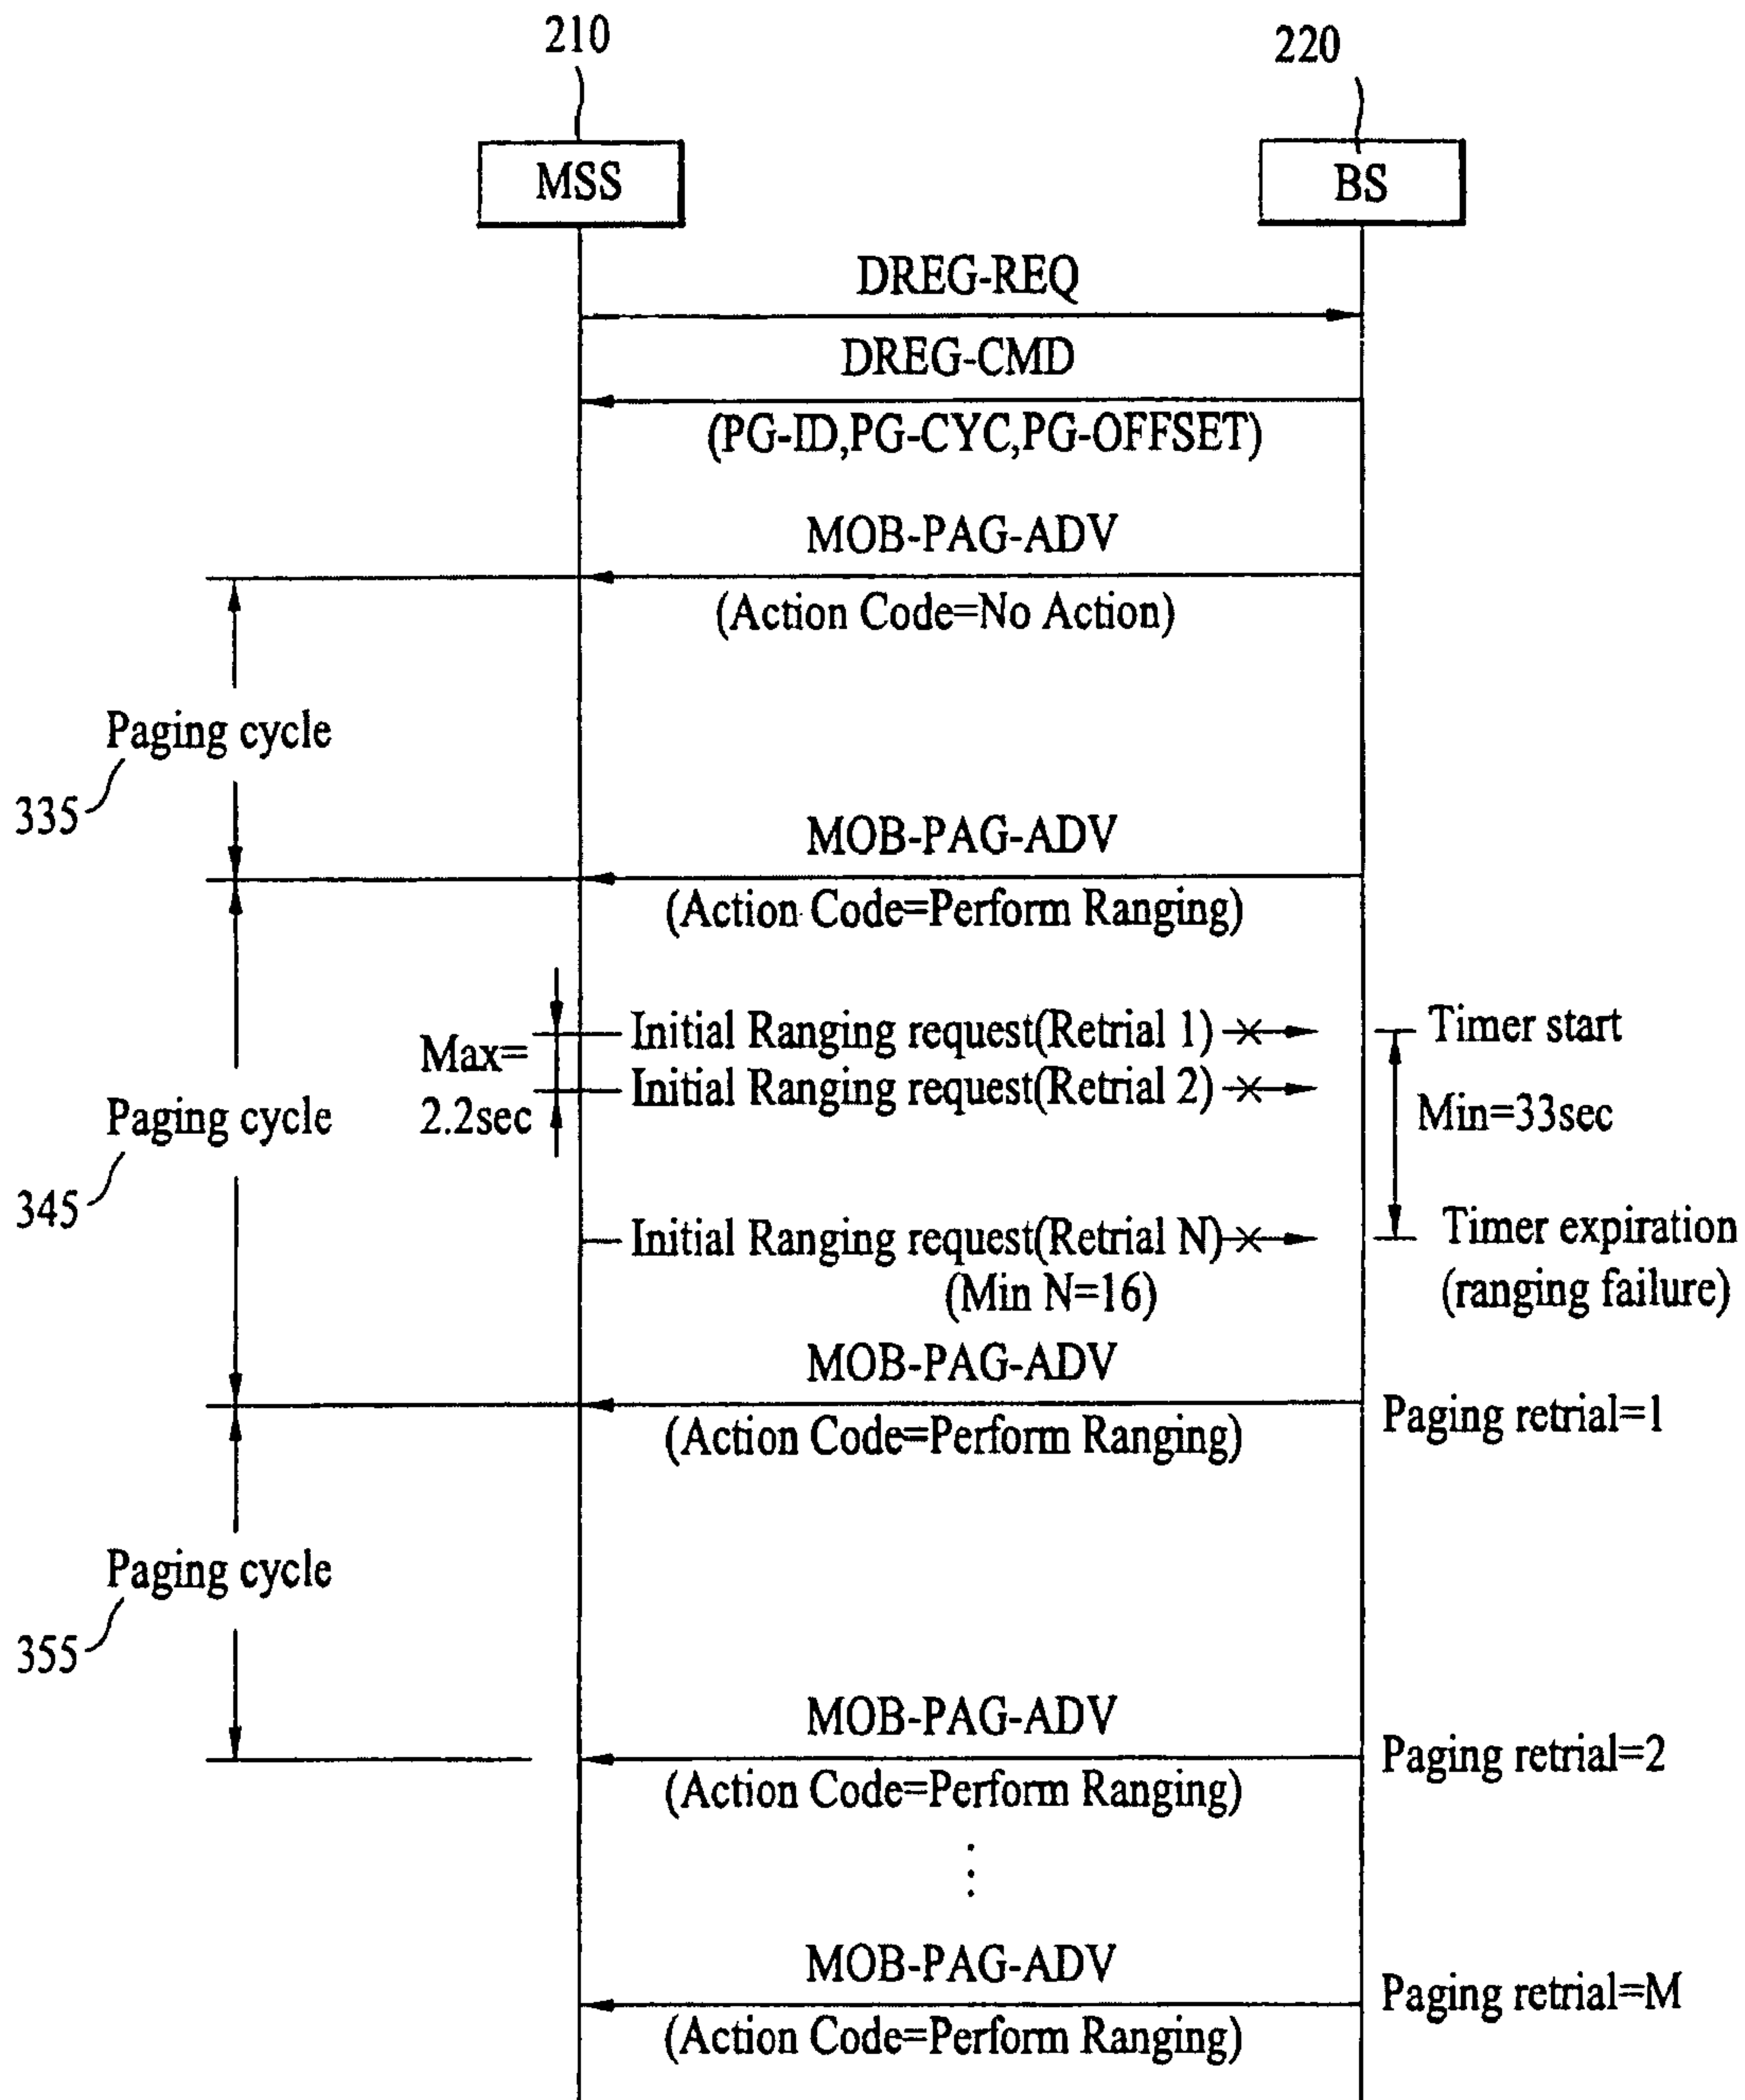 210
220
MSS
BS
DREG-REQ
DREG-CMD
(PG-ID,PG-CYC,PG-OFFSET)
MOB-PAG-ADV
(Action Code=No Action)
Paging cycle
335
MOB-PAG-ADV
(Action Code=Perform Ranging)
Initial Ranging request(Retrial 1)
Timer start
Max=
2.2sec
Initial Ranging request(Retrial 2)
Min=33sec
Paging cycle
345
Initial Ranging request(Retrial N)
(Min N=16)
Timer expiration
(ranging failure)
MOB-PAG-ADV
(Action Code=Perform Ranging)
Paging retrial=1
Paging cycle
355
MOB-PAG-ADV
(Action Code=Perform Ranging)
Paging retrial=2
MOB-PAG-ADV
(Action Code=Perform Ranging)
Paging retrial=M